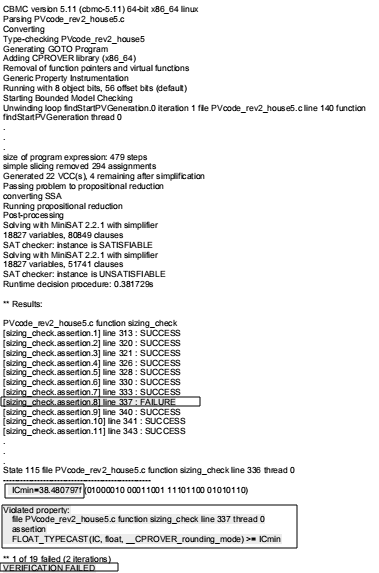 CBMC version 5.11 (cbmc-5.11) 64-bit x86_64 linux
Parsing PVcode_rev2_house5.c
Converting
Type-checking PVcode_rev2_house5
Generating GOTO Program
Adding CPROVER library (x86_64)
Removal of function pointers and virtual functions
Generic Property Instrumentation
Running with 8 object bits, 56 offset bits (default)
Starting Bounded Model Checking
Unwinding loop findStartPVGeneration.0 iteration 1 file PVcode_rev2_house5.c line 140 function
findStartPVGeneration thread 0
.
.
.
size of program expression: 479 steps
simple slicing removed 294 assignments
Generated 22 VCC(s), 4 remaining after simplification
Passing problem to propositional reduction
converting SSA
Running propositional reduction
Post-processing
Solving with MiniSAT 2.2.1 with simplifier
18827 variables, 80849 clauses
SAT checker: instance is SATISFIABLE
Solving with MiniSAT 2.2.1 with simplifier
18827 variables, 51741 clauses
SAT checker: instance is UNSATISFIABLE
Runtime decision procedure: 0.381729s
** Results:
PVcode_rev2_house5.c function sizing_check
[sizing_check.assertion.1] line 313 : SUCCESS
[sizing_check.assertion.2] line 320 : SUCCESS
[sizing_check.assertion.3] line 321 : SUCCESS
[sizing_check.assertion.4] line 326 : SUCCESS
[sizing_check.assertion.5] line 328 : SUCCESS
[sizing_check.assertion.6] line 330 : SUCCESS
[sizing_check.assertion.7] line 333 : SUCCESS
[sizing_check.assertion.8] line 337 : FAILURE
[sizing_check.assertion.9] line 340 : SUCCESS
[sizing_check.assertion.10] line 341 : SUCCESS
[sizing_check.assertion.11] line 343 : SUCCESS
.
.
.
State 115 file PVcode_rev2_house5.c function sizing_check line 336 thread 0
----------------------------------------------------
ICmin=38.480797f (01000010 00011001 11101100 01010110)
Violated property:
file PVcode_rev2_house5.c function sizing_check line 337 thread 0
assertion
FLOAT_TYPECAST(IC, float, __CPROVER_rounding_mode) >= ICmin
** 1 of 19 failed (2 iterations)
VERIFICATION FAILED